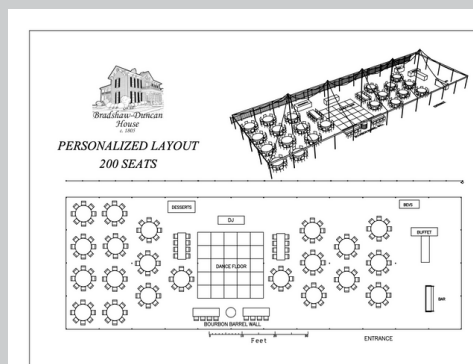 Bradshaw-Duncan
House
c. 1805
PERSONALIZED LAYOUT
200 SEATS
DESSERTS
DJ
BEVS
BUFFET
DANCE FLOOR
BAR
BOURBON BARREL WALL
Feet
ENTRANCE